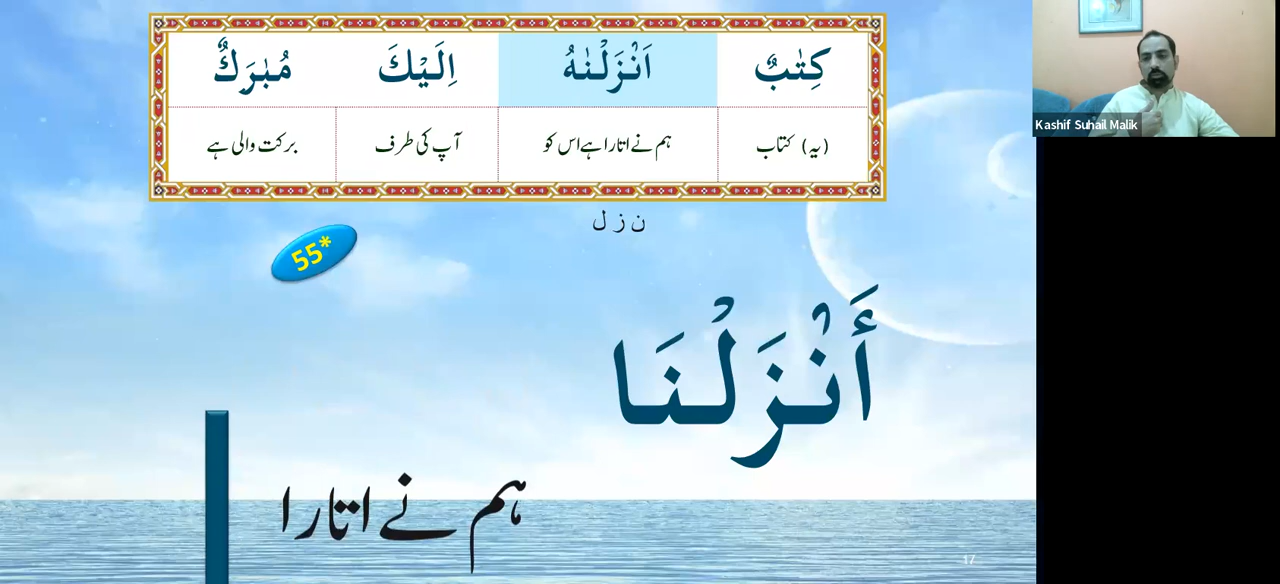 كِتٰبٌ اَنْزَلْنٰهُ اِلَيْكَ مُبٰرَكٌ
(یہ) کتاب ہم نے اتارا ہے اس کو آپ کی طرف برکت والی ہے
ن ز ل
55*
أَنْزَلْنَا
ہم نے اتارا
17
Kashif Suhail Malik